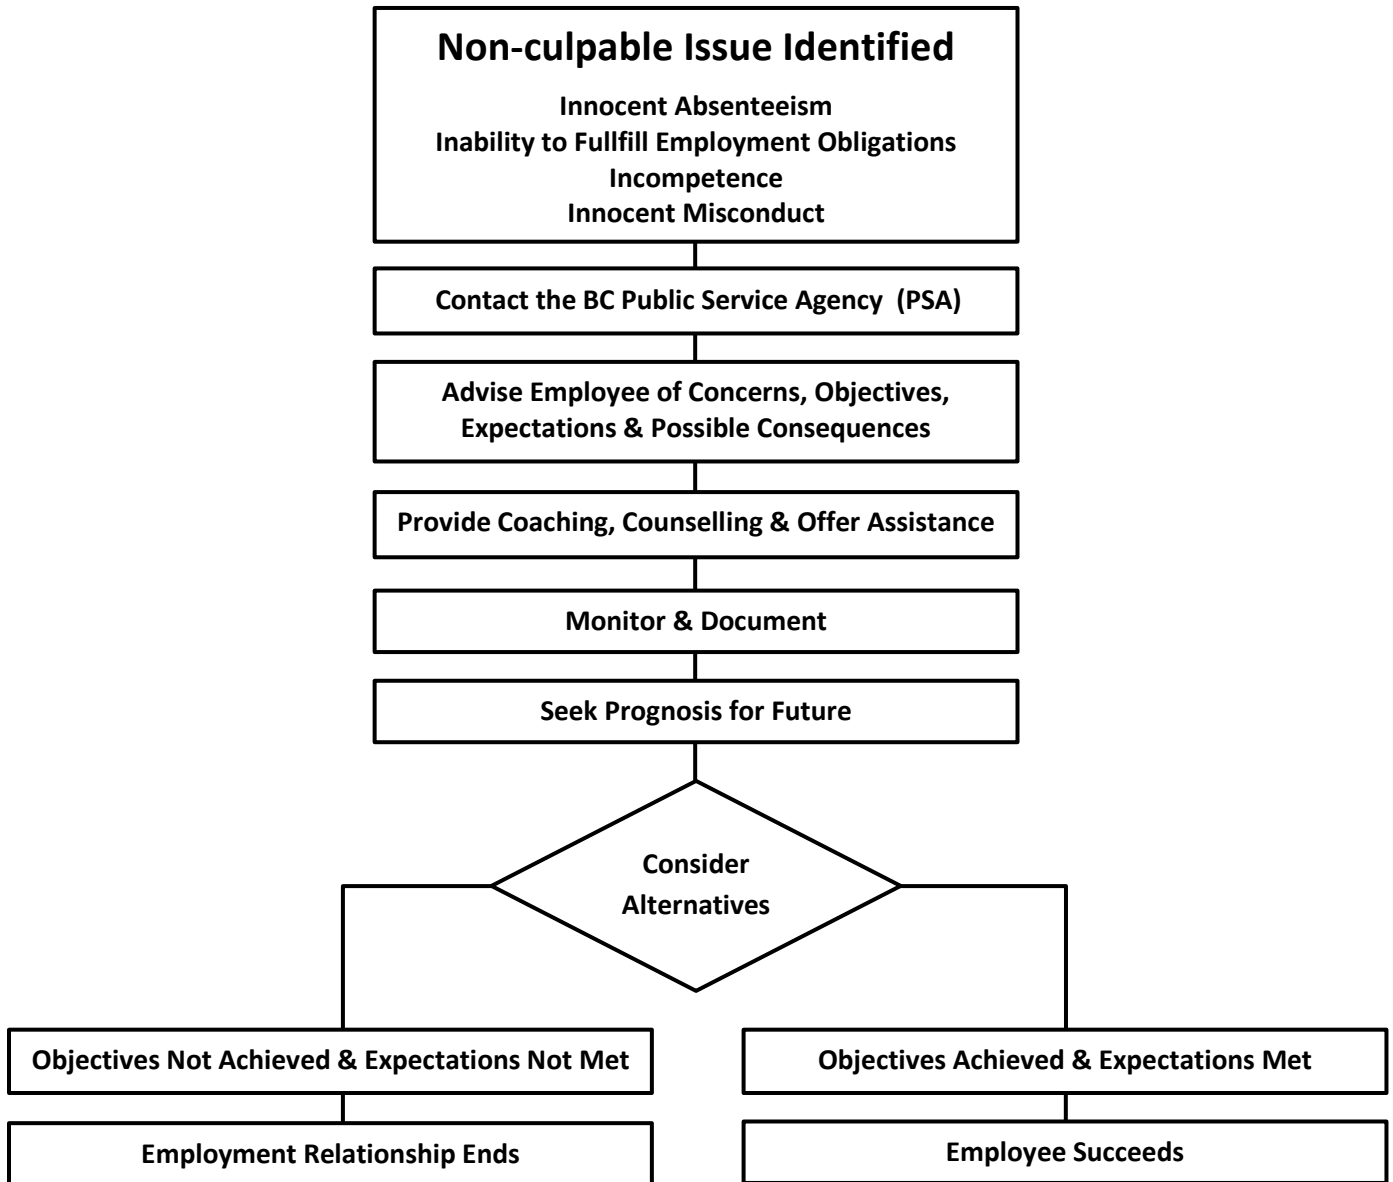 Non-culpable Issue Identified
Innocent Absenteeism
Inability to Fullfill Employment Obligations
Incompetence
Innocent Misconduct
Contact the BC Public Service Agency  (PSA)
Advise Employee of Concerns, Objectives,
Expectations & Possible Consequences
Provide Coaching, Counselling & Offer Assistance
Monitor & Document
Seek Prognosis for Future
Consider
Alternatives
Objectives Not Achieved & Expectations Not Met
Employment Relationship Ends
Objectives Achieved & Expectations Met
Employee Succeeds